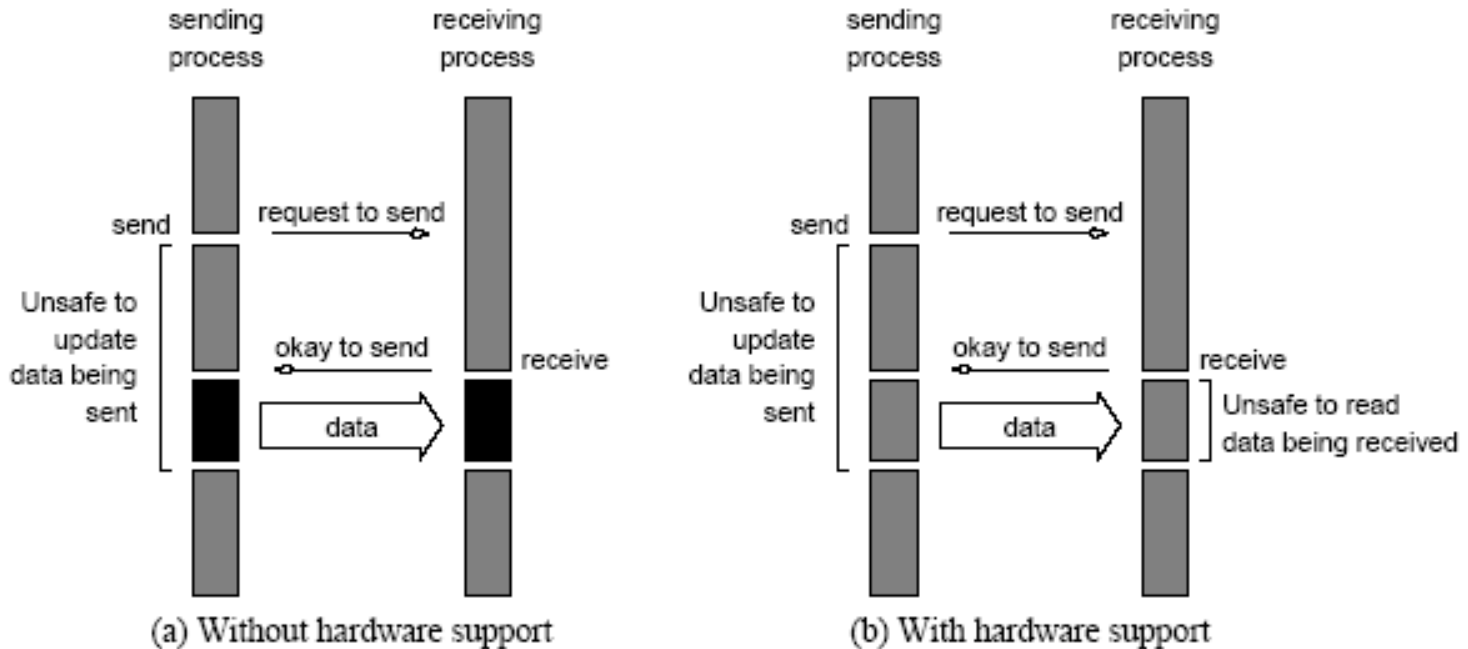 sending
process
receiving
process
send
request to send
Unsafe to
update
data being
sent
okay to send
receive
data
(a) Without hardware support
sending
process
receiving
process
send
request to send
Unsafe to
update
data being
sent
okay to send
receive
data
Unsafe to read
data being received
(b) With hardware support